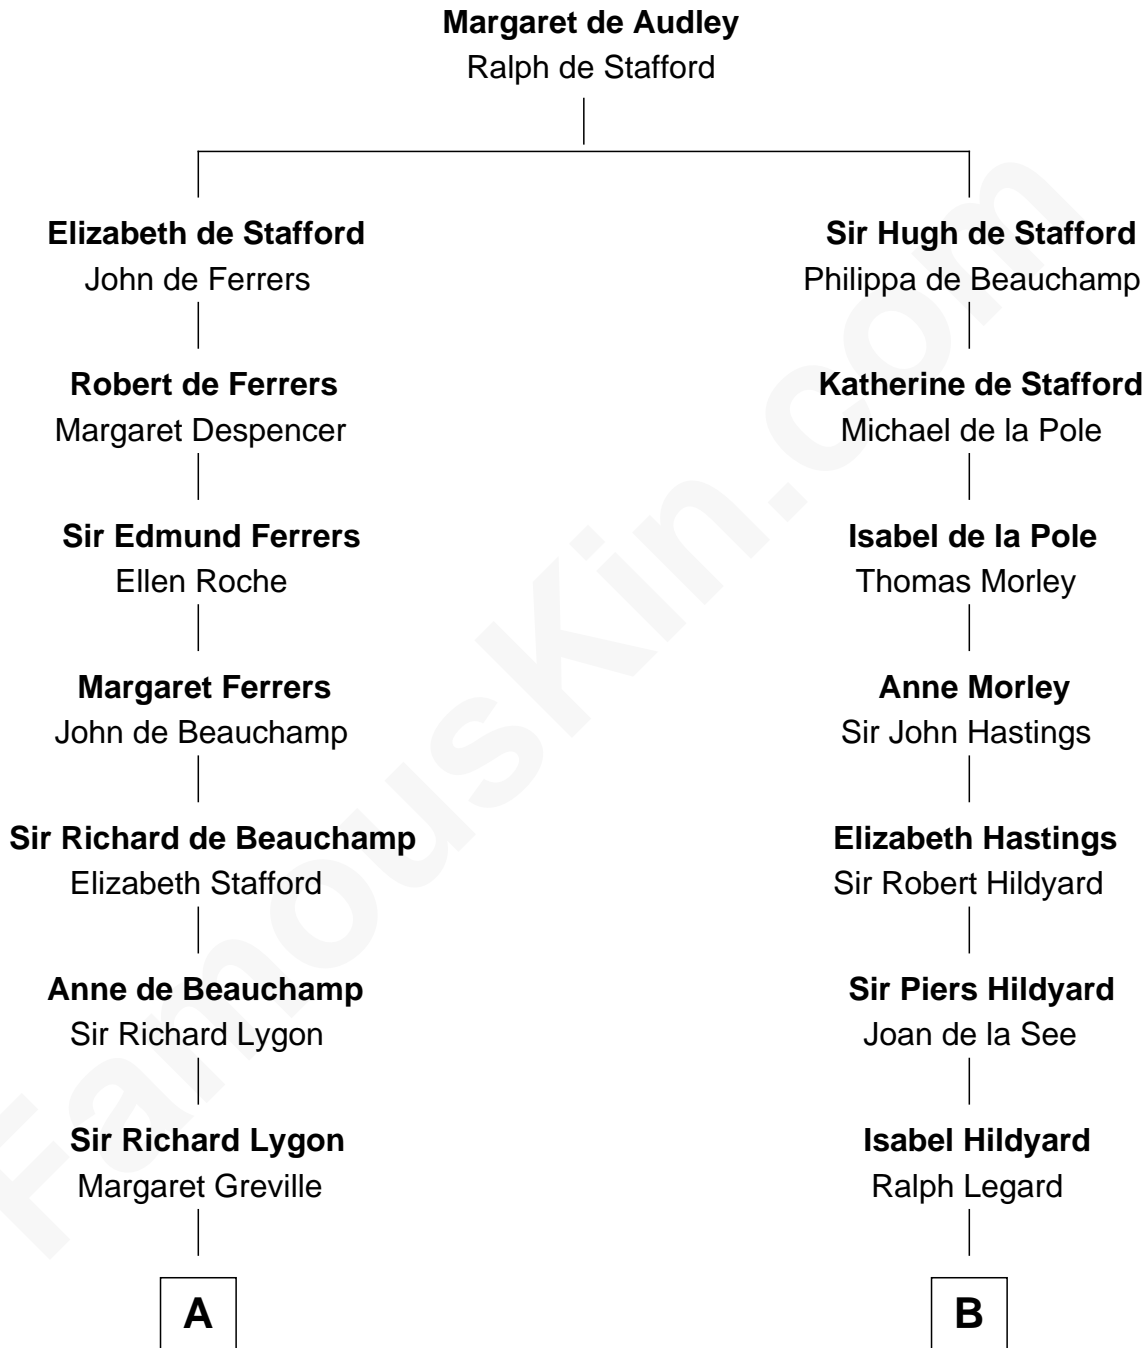 Margaret de Audley
Ralph de Stafford
Elizabeth de Stafford
John de Ferrers
Sir Hugh de Stafford
Philippa de Beauchamp
Robert de Ferrers
Margaret Despencer
Katherine de Stafford
Michael de la Pole
Sir Edmund Ferrers
Ellen Roche
Isabel de la Pole
Thomas Morley
Margaret Ferrers
John de Beauchamp
Anne Morley
Sir John Hastings
Sir Richard de Beauchamp
Elizabeth Stafford
Elizabeth Hastings
Sir Robert Hildyard
Anne de Beauchamp
Sir Richard Lygon
Sir Piers Hildyard
Joan de la See
Sir Richard Lygon
Margaret Greville
Isabel Hildyard
Ralph Legard
A
B
FamousKin.com